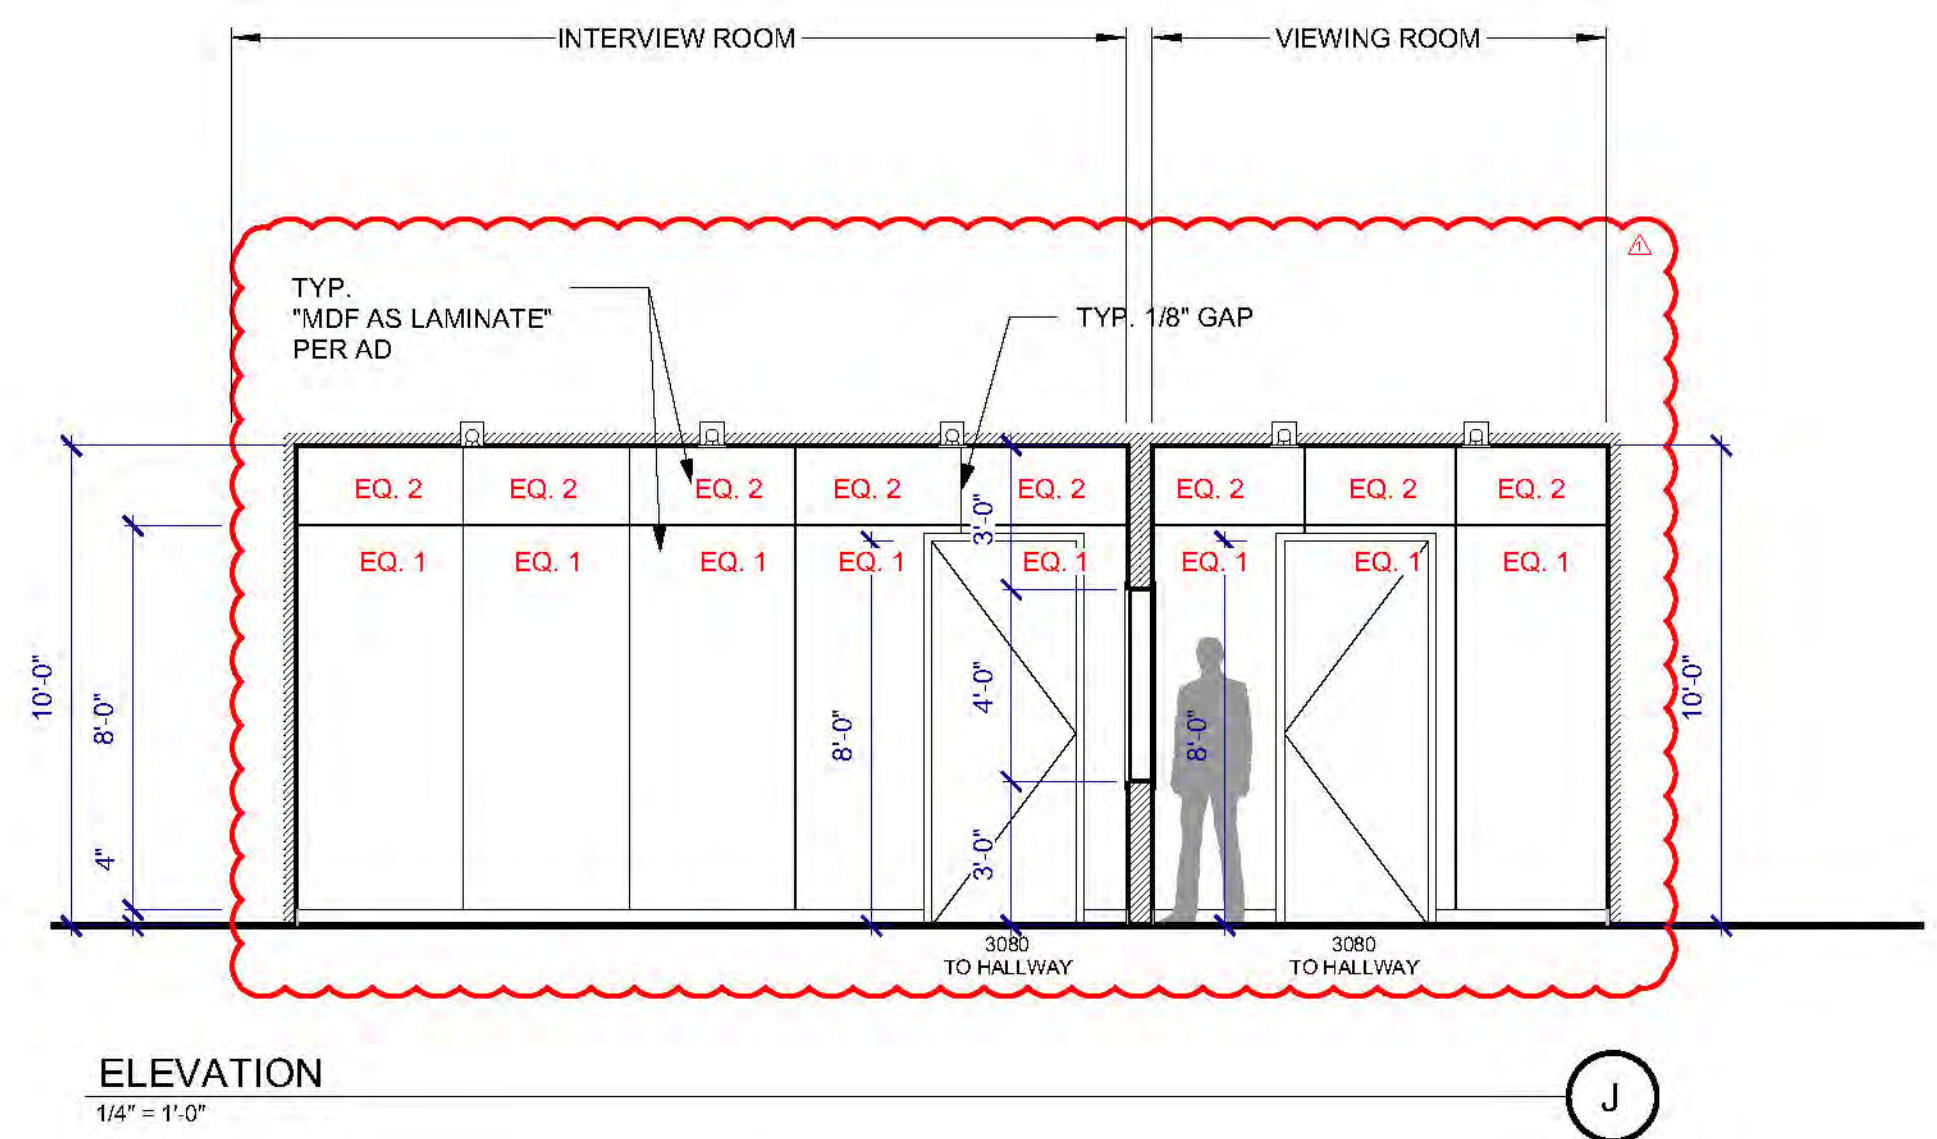 INTERVIEW ROOM
VIEWING ROOM
1
TYP.
"MDF AS LAMINATE"
PER AD
TYP. 1/8" GAP
EQ. 2
EQ. 2
EQ. 2
EQ. 2
EQ. 2
EQ. 2
EQ. 2
EQ. 2
EQ. 1
EQ. 1
EQ. 1
EQ. 1
EQ. 1
EQ. 1
EQ. 1
EQ. 1
10'-0"
8'-0"
4"
8'-0"
3'-0"
4'-0"
3'-0"
8'-0"
10'-0"
3080
TO HALLWAY
3080
TO HALLWAY
ELEVATION
1/4" = 1'-0"
J